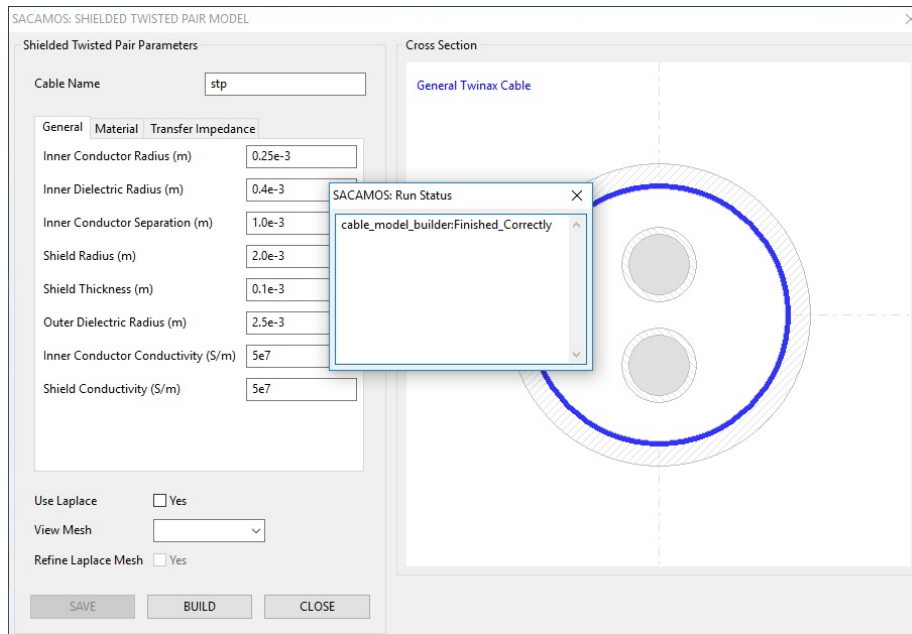 SACAMOS: SHIELDED TWISTED PAIR MODEL
Shielded Twisted Pair Parameters
Cable Name
stp
General Material Transfer Impedance
Inner Conductor Radius (m) 0.25e-3
Inner Dielectric Radius (m) 0.4e-3
Inner Conductor Separation (m) 1.0e-3
Shield Radius (m) 2.0e-3
Shield Thickness (m) 0.1e-3
Outer Dielectric Radius (m) 2.5e-3
Inner Conductor Conductivity (S/m) 5e7
Shield Conductivity (S/m) 5e7
Use Laplace Yes
View Mesh
Refine Laplace Mesh Yes
SAVE BUILD CLOSE
Cross Section
General Twinax Cable
SACAMOS: Run Status
cable_model_builder:Finished_Correctly